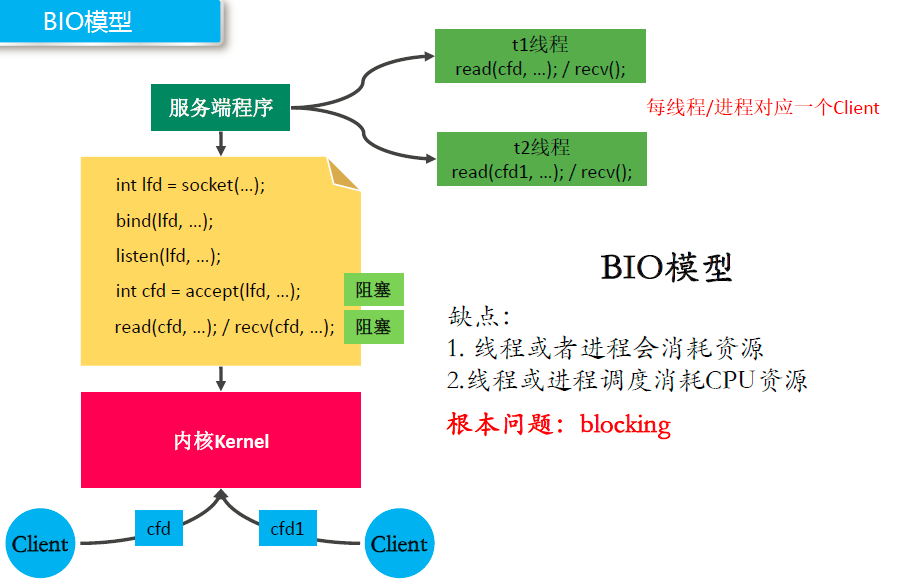 BIO模型
t1线程
read(cfd, …); / recv();
服务端程序
每线程/进程对应一个Client
t2线程
read(cfd1, …); / recv();
int lfd = socket(…);
bind(lfd, …);
listen(lfd, …);
int cfd = accept(lfd, …);
阻塞
read(cfd, …); / recv(cfd, …);
阻塞
BIO模型
缺点：
1. 线程或者进程会消耗资源
2.线程或进程调度消耗CPU资源
根本问题：blocking
内核Kernel
cfd
cfd1
Client
Client